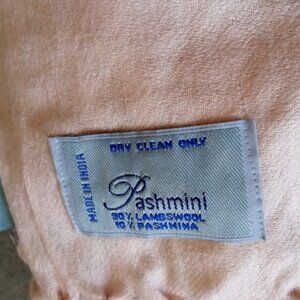 DRY CLEAN ONLY
MADE IN INDIA
Pashmini
90% LAMBSWOOL
10% PASHMINA